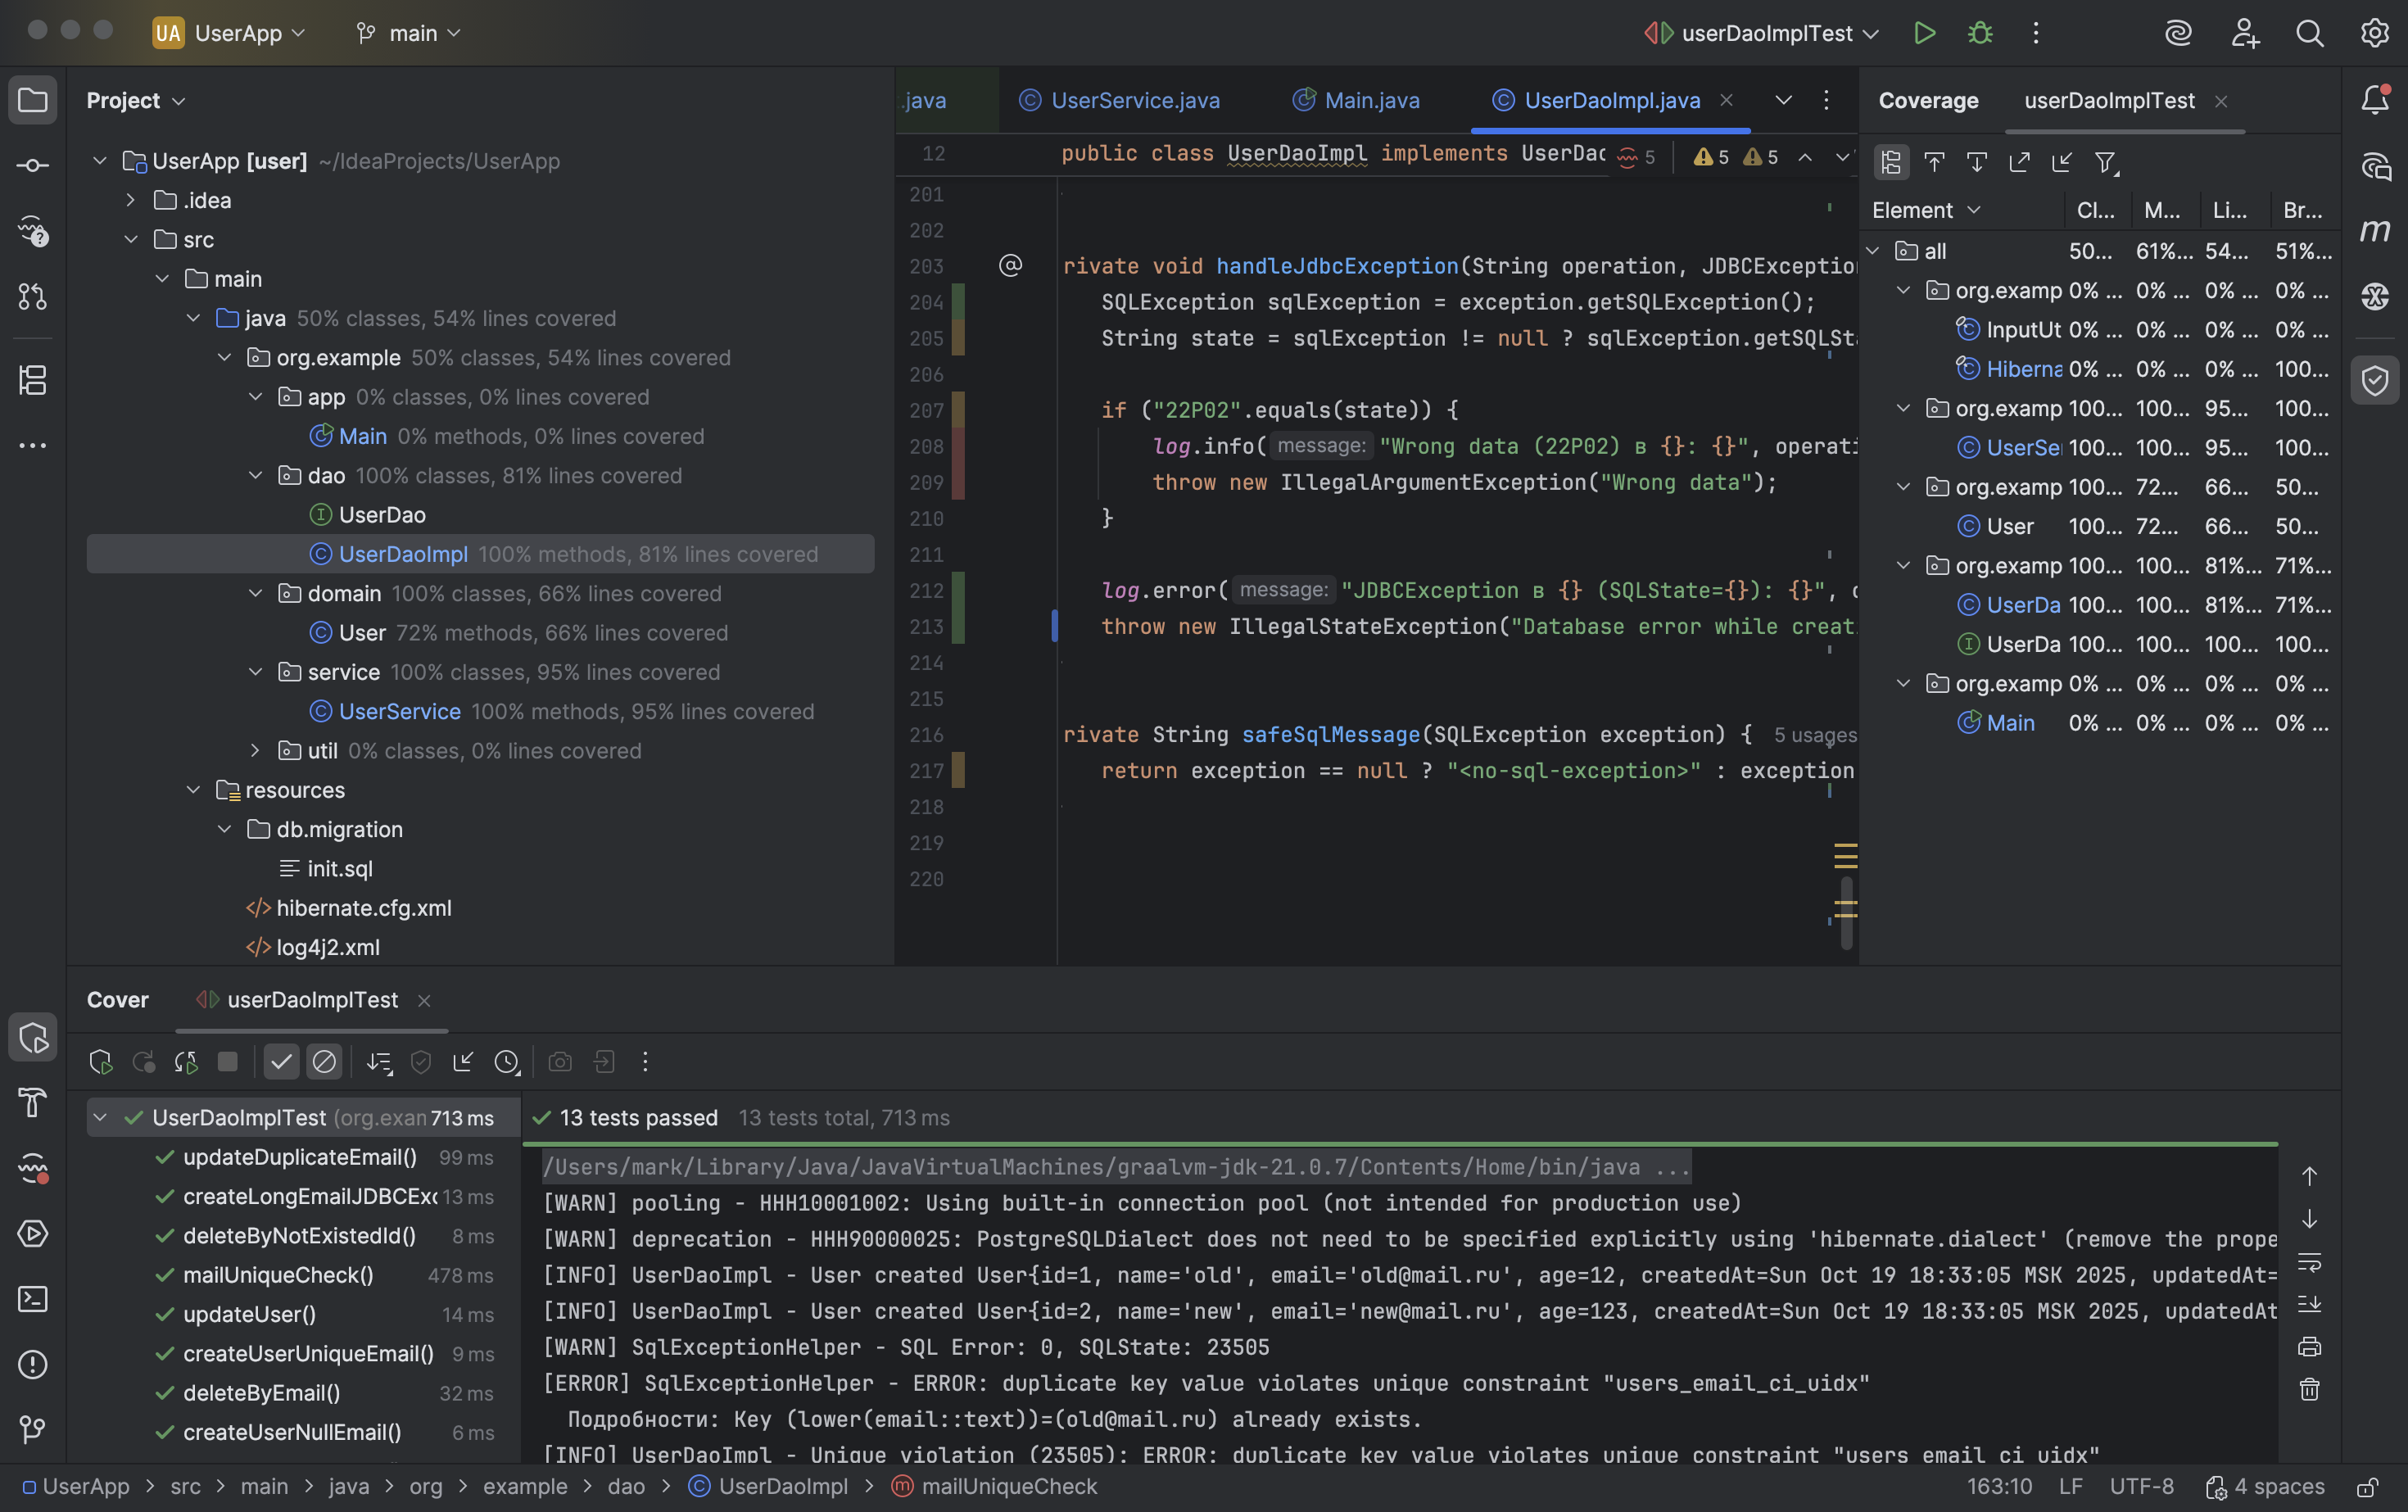 UA UserApp main userDaoImplTest
Project
UserApp [user] ~/IdeaProjects/UserApp
.idea
src
main
java 50% classes, 54% lines covered
org.example 50% classes, 54% lines covered
app 0% classes, 0% lines covered
Main 0% methods, 0% lines covered
dao 100% classes, 81% lines covered
UserDao
UserDaoImpl 100% methods, 81% lines covered
domain 100% classes, 66% lines covered
User 72% methods, 66% lines covered
service 100% classes, 95% lines covered
UserService 100% methods, 95% lines covered
util 0% classes, 0% lines covered
resources
db.migration
init.sql
hibernate.cfg.xml
log4j2.xml
.java UserService.java Main.java UserDaoImpl.java
12 public class UserDaoImpl implements UserDao 5 5 5
201
202
203 @ rivate void handleJdbcException(String operation, JDBCException
204 SQLException sqlException = exception.getSQLException();
205 String state = sqlException != null ? sqlException.getSQLSta
206
207 if ("22P02".equals(state)) {
208 log.info( message: "Wrong data (22P02) в {}: {}", operati
209 throw new IllegalArgumentException("Wrong data");
210 }
211
212 log.error( message: "JDBCException в {} (SQLState={}): {}", o
213 throw new IllegalStateException("Database error while creat
214
215
216 rivate String safeSqlMessage(SQLException exception) { 5 usages
217 return exception == null ? "<no-sql-exception>" : exception
218
219
220
Coverage userDaoImplTest
Element Cl... M... Li... Br...
all 50... 61%... 54... 51%...
org.examp 0% ... 0% ... 0% ... 0% ...
InputUt 0% ... 0% ... 0% ... 0% ...
Hiberna 0% ... 0% ... 0% ... 100...
org.examp 100... 100... 95... 100...
UserSe 100... 100... 95... 100...
org.examp 100... 72... 66... 50...
User 100... 72... 66... 50...
org.examp 100... 100... 81%... 71%...
UserDa 100... 100... 81%... 71%...
UserDa 100... 100... 100... 100...
org.examp 0% ... 0% ... 0% ... 0% ...
Main 0% ... 0% ... 0% ... 0% ...
m
Cover userDaoImplTest
UserDaoImplTest (org.exan 713 ms
updateDuplicateEmail() 99 ms
createLongEmailJDBCExc 13 ms
deleteByNotExistedId() 8 ms
mailUniqueCheck() 478 ms
updateUser() 14 ms
createUserUniqueEmail() 9 ms
deleteByEmail() 32 ms
createUserNullEmail() 6 ms
13 tests passed 13 tests total, 713 ms
/Users/mark/Library/Java/JavaVirtualMachines/graalvm-jdk-21.0.7/Contents/Home/bin/java ...
[WARN] pooling - HHH10001002: Using built-in connection pool (not intended for production use)
[WARN] deprecation - HHH90000025: PostgreSQLDialect does not need to be specified explicitly using 'hibernate.dialect' (remove the prope
[INFO] UserDaoImpl - User created User{id=1, name='old', email='old@mail.ru', age=12, createdAt=Sun Oct 19 18:33:05 MSK 2025, updatedAt=
[INFO] UserDaoImpl - User created User{id=2, name='new', email='new@mail.ru', age=123, createdAt=Sun Oct 19 18:33:05 MSK 2025, updatedAt
[WARN] SqlExceptionHelper - SQL Error: 0, SQLState: 23505
[ERROR] SqlExceptionHelper - ERROR: duplicate key value violates unique constraint "users_email_ci_uidx"
Подробности: Key (lower(email::text))=(old@mail.ru) already exists.
[INFO] UserDaoImpl - Unique violation (23505): ERROR: duplicate key value violates unique constraint "users_email_ci_uidx"
UserApp > src > main > java > org > example > dao > UserDaoImpl > mailUniqueCheck 163:10 LF UTF-8 4 spaces